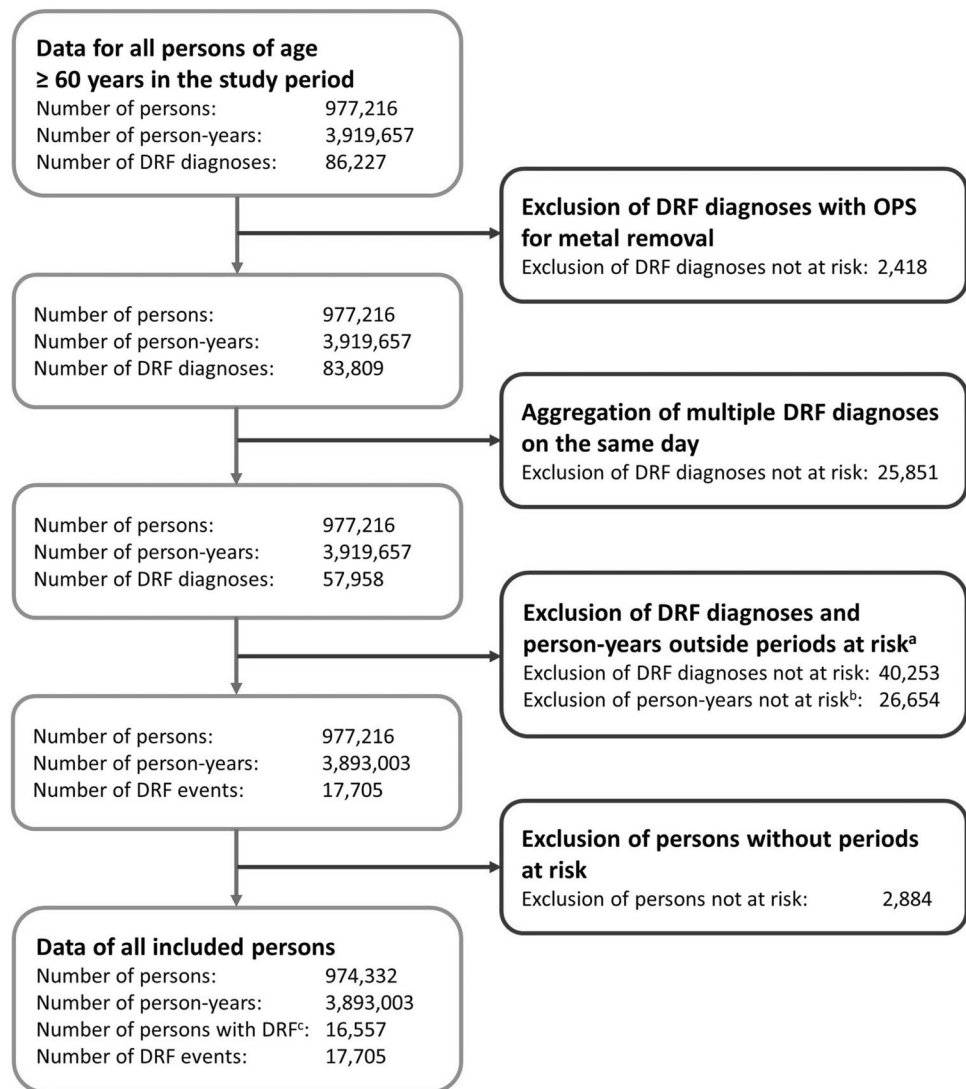 Data for all persons of age
≥ 60 years in the study period
Number of persons: 977,216
Number of person-years: 3,919,657
Number of DRF diagnoses: 86,227
Exclusion of DRF diagnoses with OPS
for metal removal
Exclusion of DRF diagnoses not at risk: 2,418
Number of persons: 977,216
Number of person-years: 3,919,657
Number of DRF diagnoses: 83,809
Aggregation of multiple DRF diagnoses
on the same day
Exclusion of DRF diagnoses not at risk: 25,851
Number of persons: 977,216
Number of person-years: 3,919,657
Number of DRF diagnoses: 57,958
Exclusion of DRF diagnoses and
person-years outside periods at riskᵃ
Exclusion of DRF diagnoses not at risk: 40,253
Exclusion of person-years not at riskᵇ: 26,654
Number of persons: 977,216
Number of person-years: 3,893,003
Number of DRF events: 17,705
Exclusion of persons without periods
at risk
Exclusion of persons not at risk: 2,884
Data of all included persons
Number of persons: 974,332
Number of person-years: 3,893,003
Number of persons with DRFᶜ: 16,557
Number of DRF events: 17,705